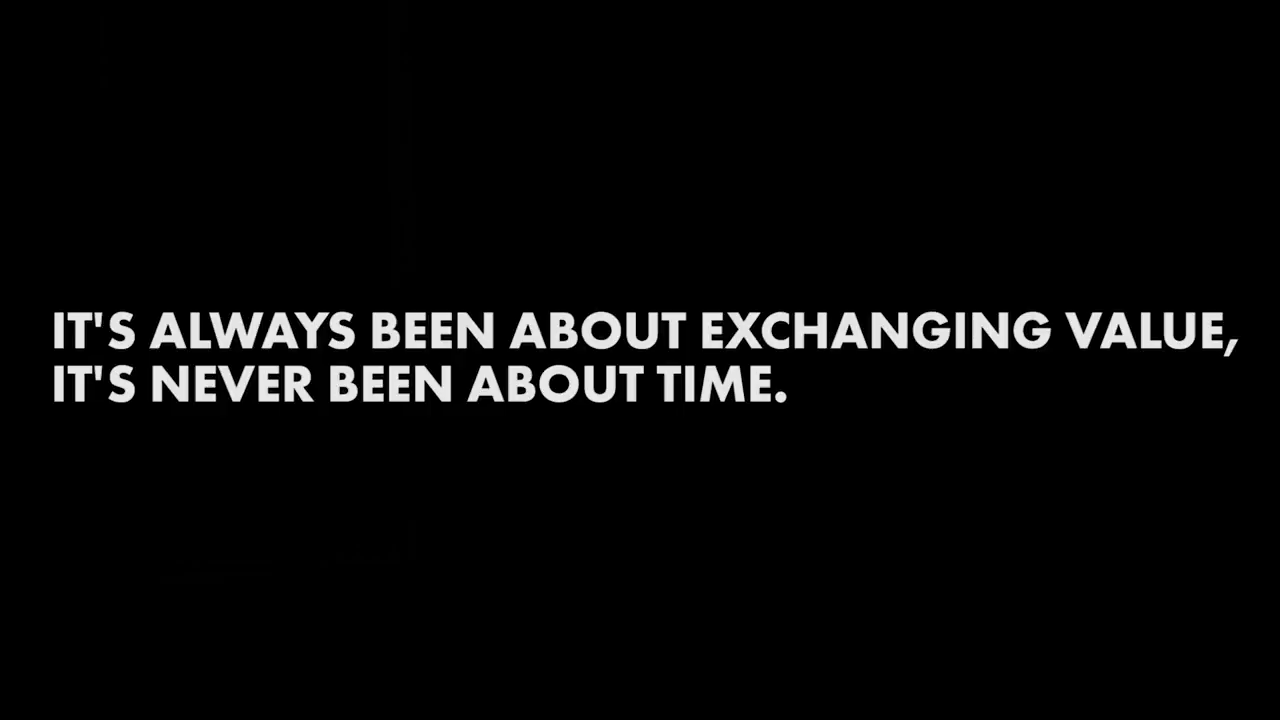 IT'S ALWAYS BEEN ABOUT EXCHANGING VALUE,
IT'S NEVER BEEN ABOUT TIME.